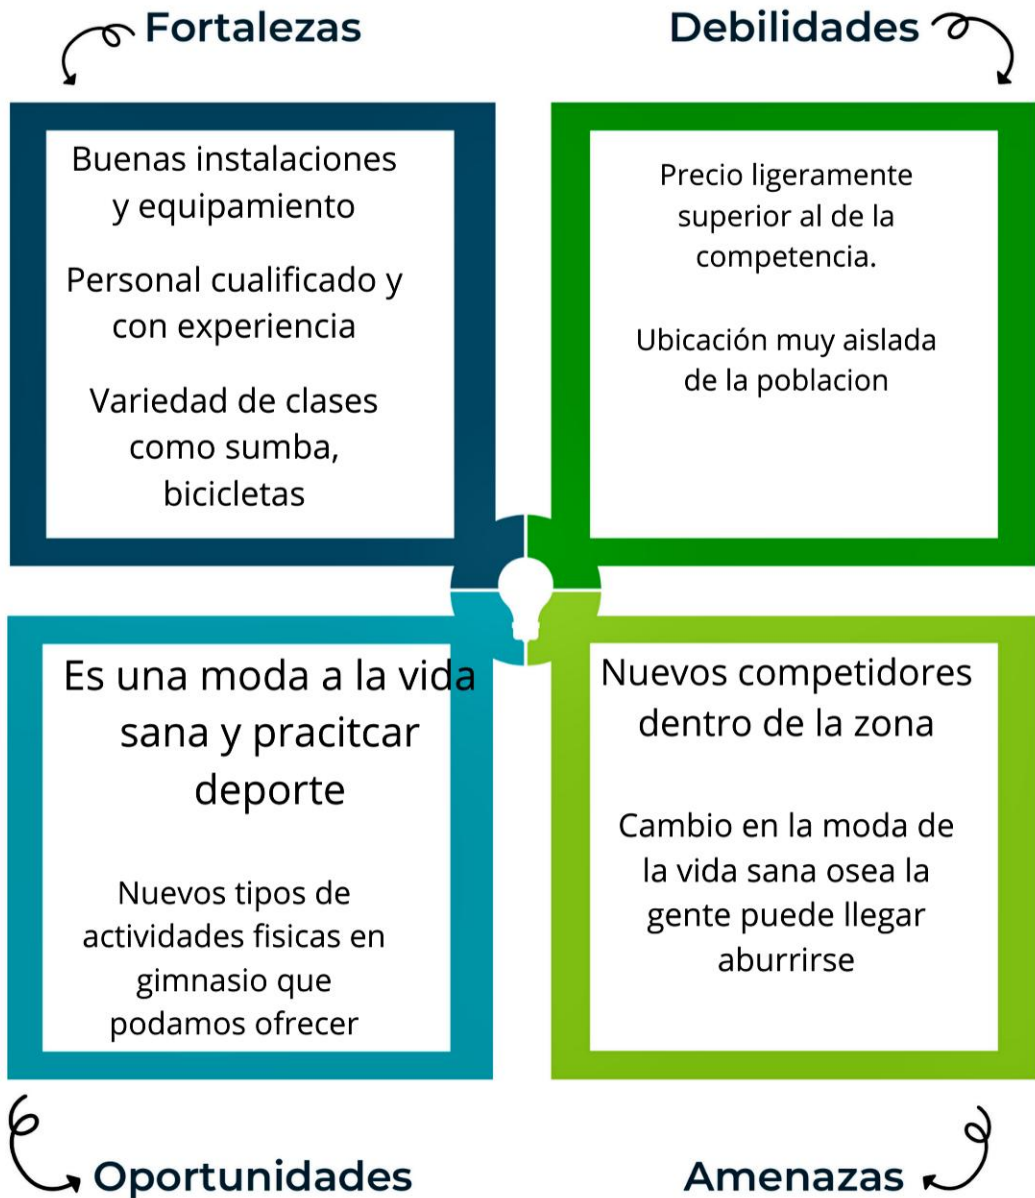 Fortalezas
Buenas instalaciones
y equipamiento
Personal cualificado y
con experiencia
Variedad de clases
como sumba,
bicicletas
Debilidades
Precio ligeramente
superior al de la
competencia.
Ubicación muy aislada
de la poblacion
Es una moda a la vida
sana y pracitcar
deporte
Nuevos tipos de
actividades fisicas en
gimnasio que
podamos ofrecer
Oportunidades
Nuevos competidores
dentro de la zona
Cambio en la moda de
la vida sana osea la
gente puede llegar
aburrirse
Amenazas